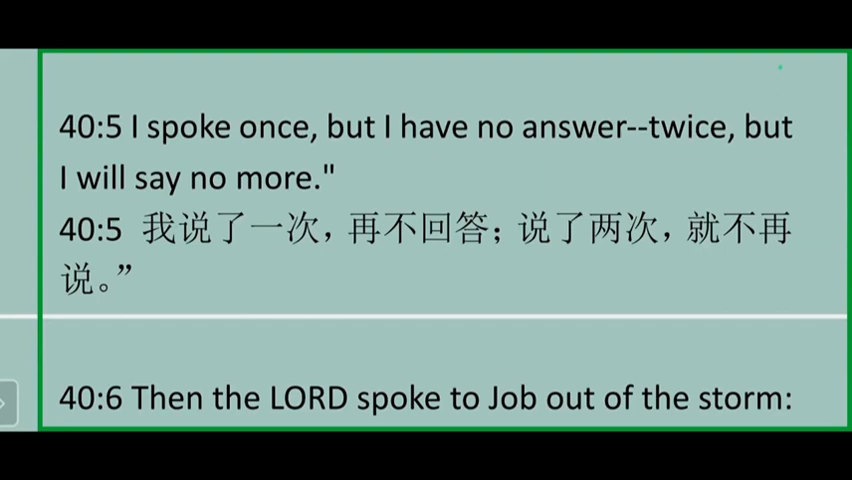 40:5 I spoke once, but I have no answer--twice, but
I will say no more."
40:5 我说了一次，再不回答；说了两次，就不再
说。”
40:6 Then the LORD spoke to Job out of the storm: